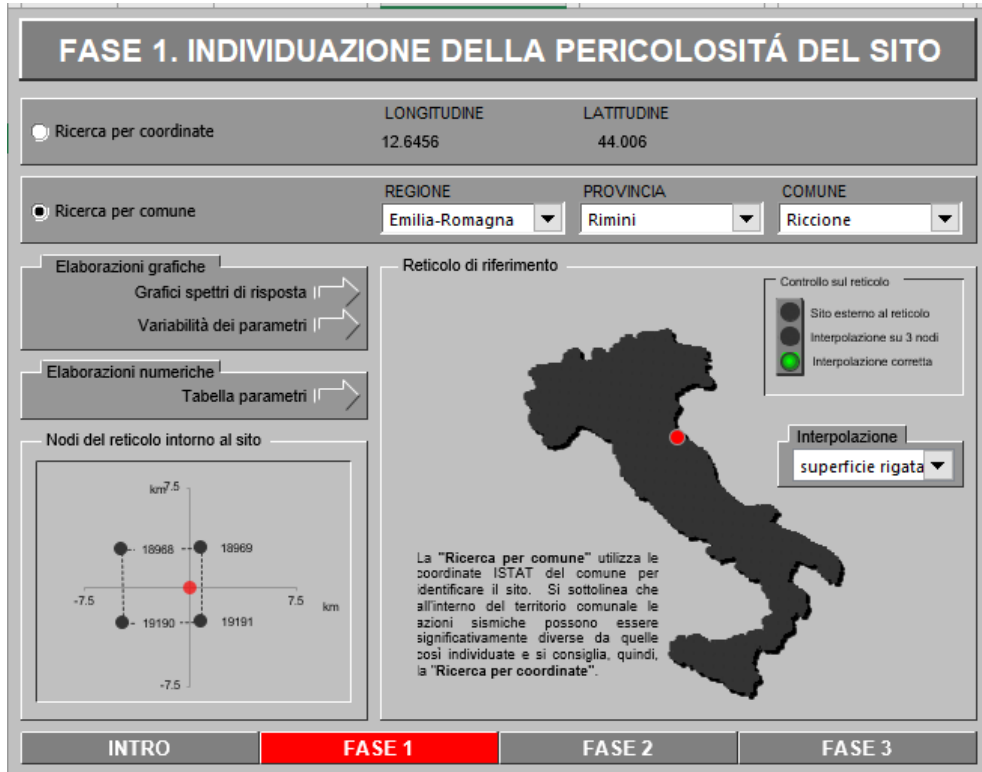 FASE 1. INDIVIDUAZIONE DELLA PERICOLOSITÁ DEL SITO
Ricerca per coordinate
LONGITUDINE
LATITUDINE
12.6456
44.006
Ricerca per comune
REGIONE
PROVINCIA
COMUNE
Emilia-Romagna
Rimini
Riccione
Elaborazioni grafiche
Grafici spettri di risposta
Variabilità dei parametri
Elaborazioni numeriche
Tabella parametri
Nodi del reticolo intorno al sito
km
7.5
18968
18969
-7.5
7.5
km
19190
19191
-7.5
Reticolo di riferimento
Controllo sul reticolo
Sito esterno al reticolo
Interpolazione su 3 nodi
Interpolazione corretta
Interpolazione
superficie rigata
La "Ricerca per comune" utilizza le
coordinate ISTAT del comune per
identificare il sito. Si sottolinea che
all'interno del territorio comunale le
azioni sismiche possono essere
significativamente diverse da quelle
così individuate e si consiglia, quindi,
la "Ricerca per coordinate".
INTRO
FASE 1
FASE 2
FASE 3